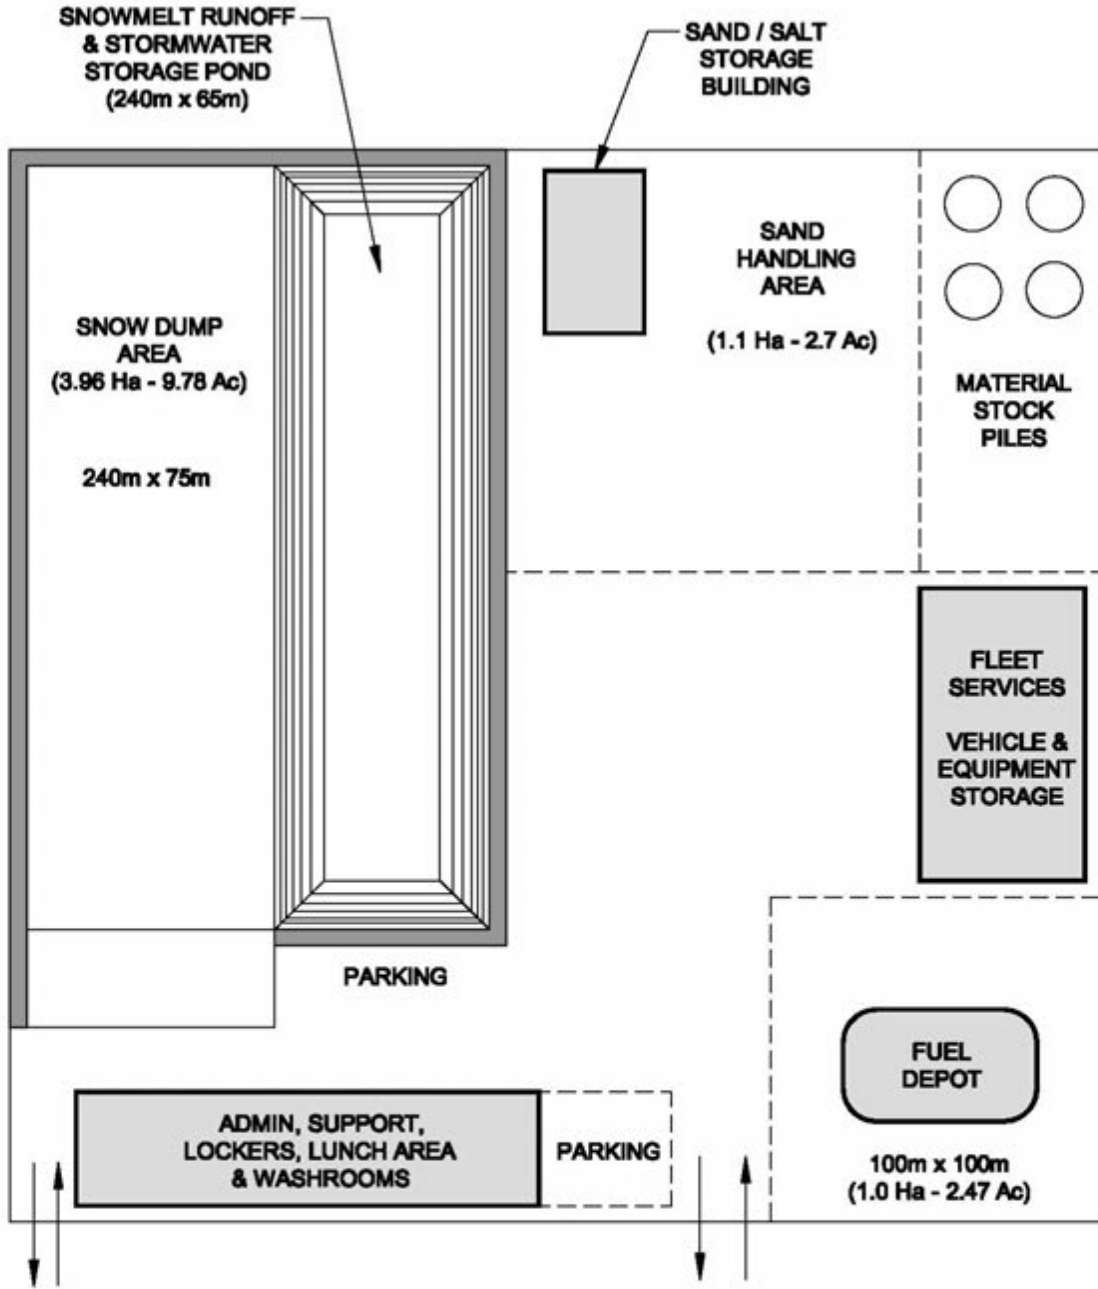 SNOWMELT RUNOFF
& STORMWATER
STORAGE POND
(240m x 65m)
SAND / SALT
STORAGE
BUILDING
SNOW DUMP
AREA
(3.96 Ha - 9.78 Ac)
240m x 75m
SAND
HANDLING
AREA
(1.1 Ha - 2.7 Ac)
MATERIAL
STOCK
PILES
FLEET
SERVICES
VEHICLE &
EQUIPMENT
STORAGE
PARKING
FUEL
DEPOT
100m x 100m
(1.0 Ha - 2.47 Ac)
ADMIN, SUPPORT,
LOCKERS, LUNCH AREA
& WASHROOMS
PARKING